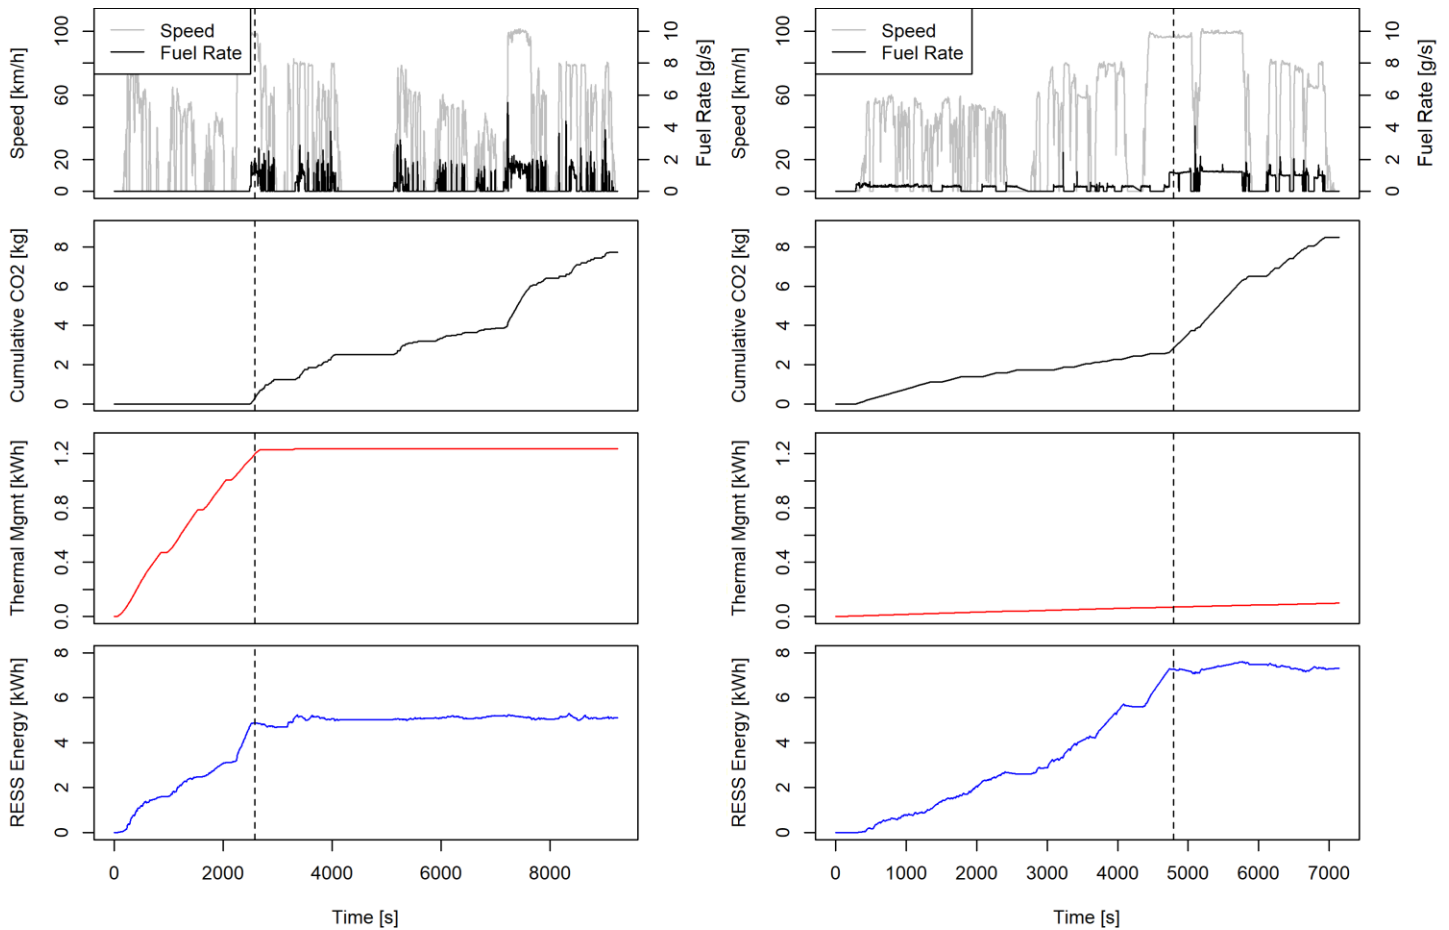 Speed
Fuel Rate
Speed [km/h]
0 20 60 100
Fuel Rate [g/s]
0 2 4 6 8 10
Speed
Fuel Rate
Speed [km/h]
0 20 60 100
Fuel Rate [g/s]
0 2 4 6 8 10
Cumulative CO2 [kg]
0 2 4 6 8
Cumulative CO2 [kg]
0 2 4 6 8
Thermal Mgmt [kWh]
0.0 0.4 0.8 1.2
Thermal Mgmt [kWh]
0.0 0.4 0.8 1.2
RESS Energy [kWh]
0 2 4 6 8
RESS Energy [kWh]
0 2 4 6 8
0 2000 4000 6000 8000
Time [s]
0 1000 2000 3000 4000 5000 6000 7000
Time [s]